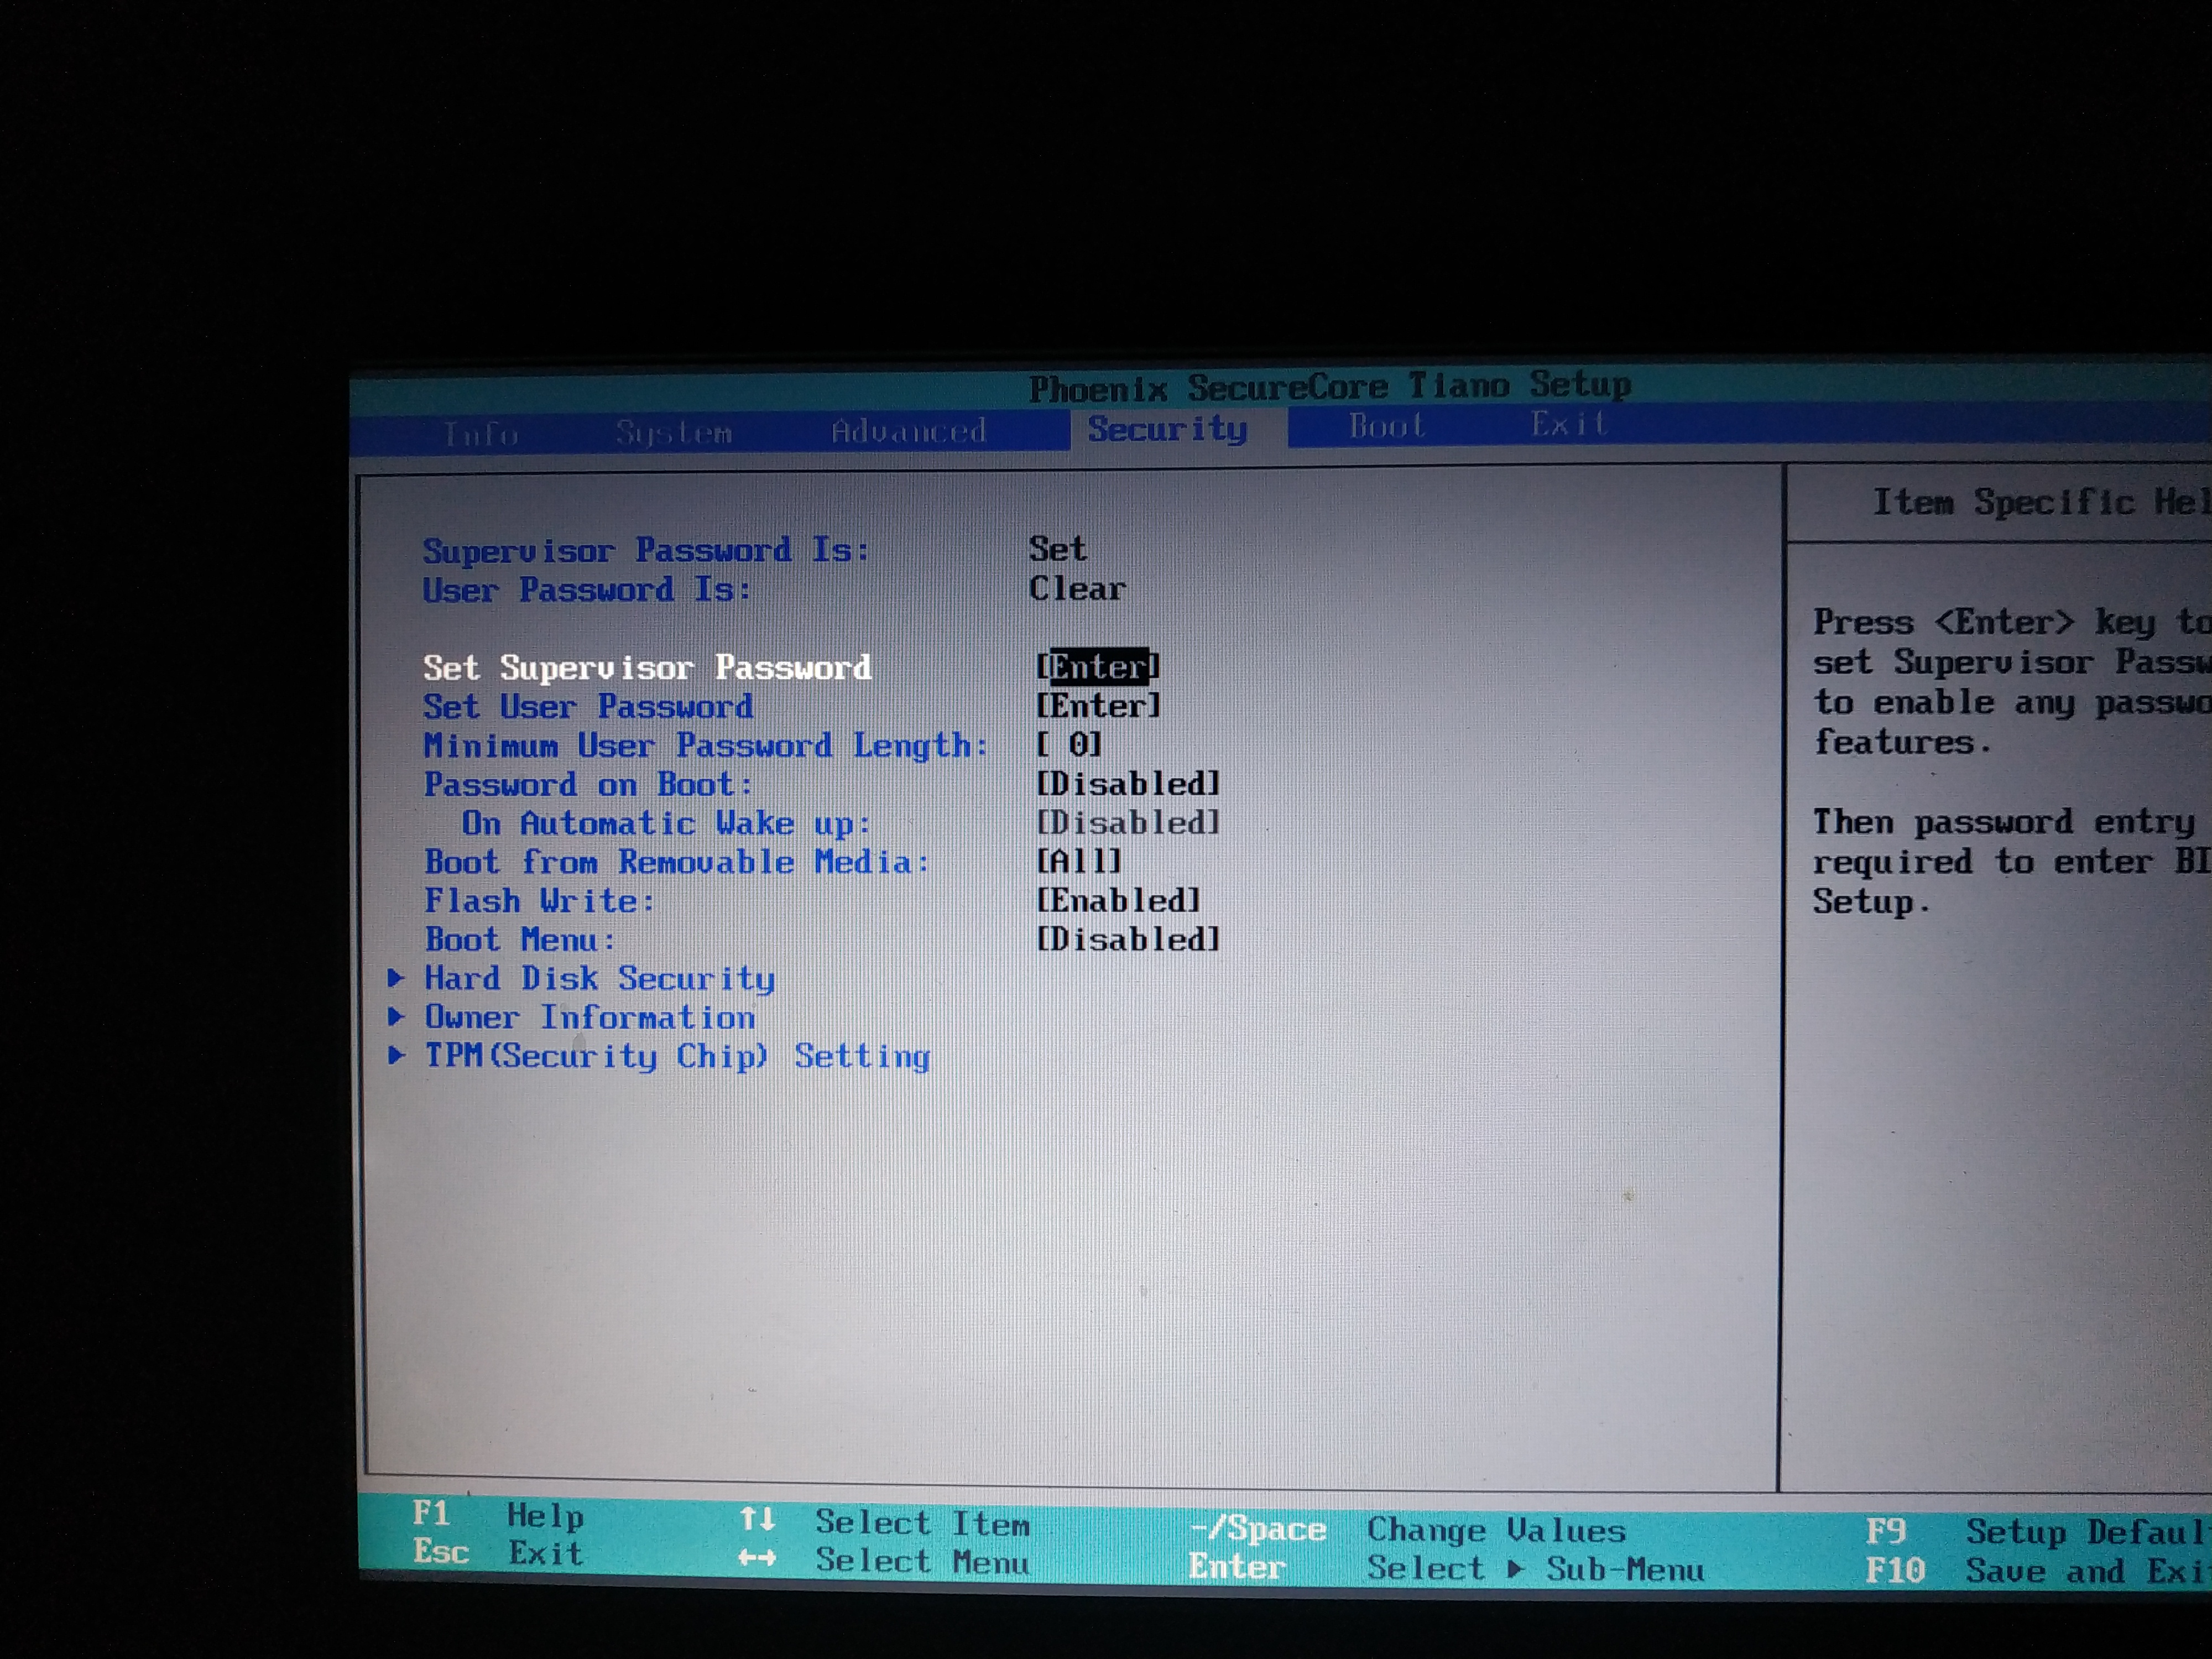 Phoenix SecureCore Tiano Setup
Info System Advanced Security Boot Exit
Item Specific Hel
Supervisor Password Is: Set
User Password Is: Clear
Set Supervisor Password [Enter]
Set User Password [Enter]
Minimum User Password Length: [ 0]
Password on Boot: [Disabled]
On Automatic Wake up: [Disabled]
Boot from Removable Media: [All]
Flash Write: [Enabled]
Boot Menu: [Disabled]
▶ Hard Disk Security
▶ Owner Information
▶ TPM(Security Chip) Setting
Press <Enter> key to
set Supervisor Passw
to enable any passwo
features.
Then password entry
required to enter BI
Setup.
F1 Help ↑↓ Select Item -/Space Change Values F9 Setup Defaul
Esc Exit ←→ Select Menu Enter Select ▶ Sub-Menu F10 Save and Exi